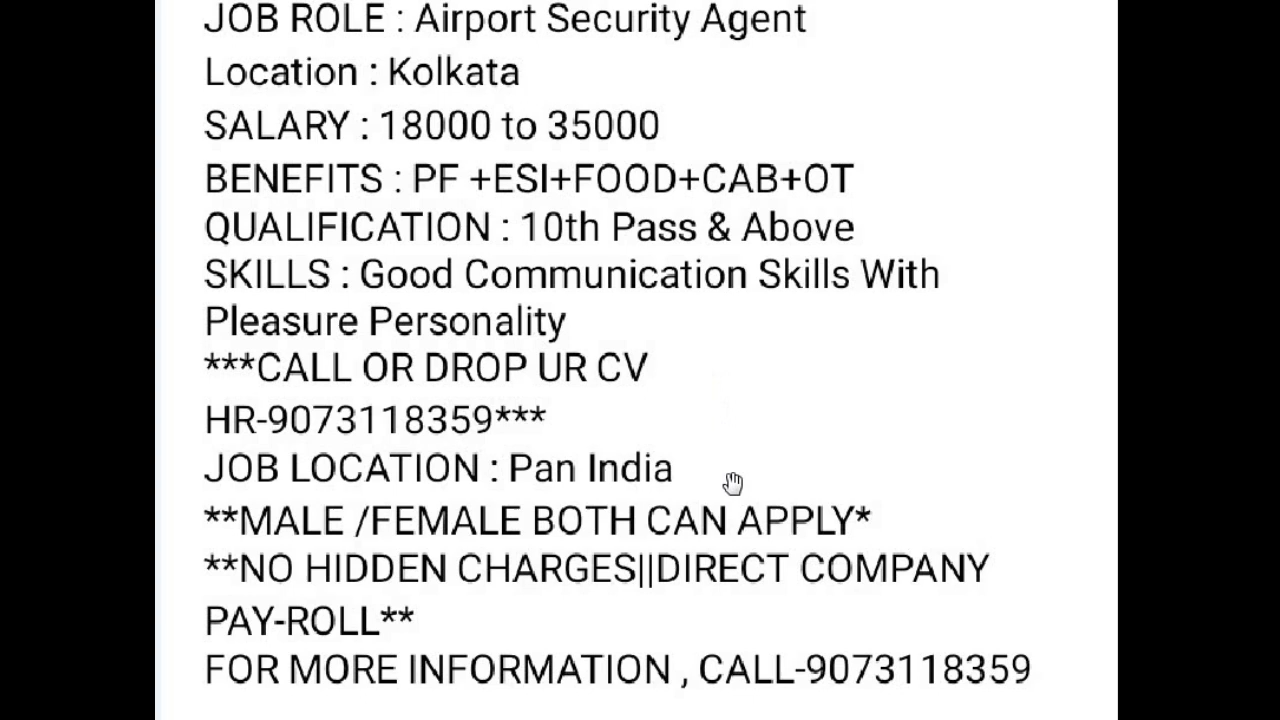 JOB ROLE : Airport Security Agent
Location : Kolkata
SALARY : 18000 to 35000
BENEFITS : PF +ESI+FOOD+CAB+OT
QUALIFICATION : 10th Pass & Above
SKILLS : Good Communication Skills With
Pleasure Personality
***CALL OR DROP UR CV
HR-9073118359***
JOB LOCATION : Pan India
**MALE /FEMALE BOTH CAN APPLY*
**NO HIDDEN CHARGES||DIRECT COMPANY
PAY-ROLL**
FOR MORE INFORMATION , CALL-9073118359